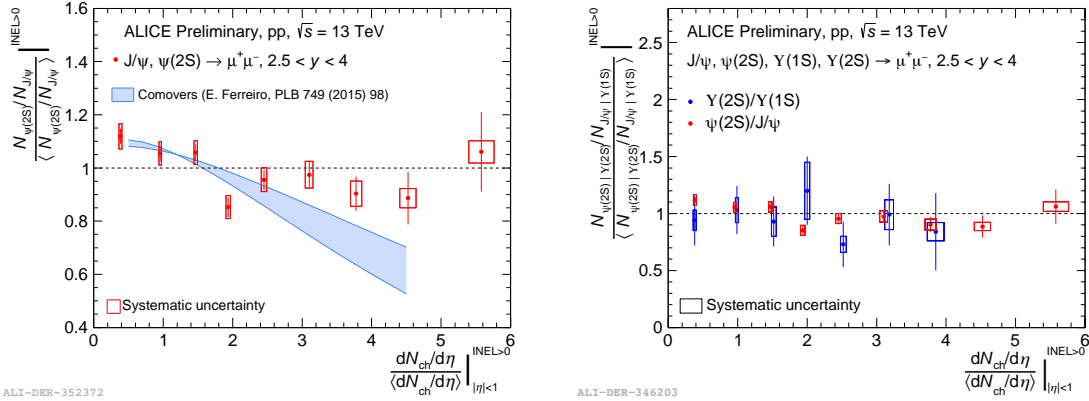 ALICE Preliminary, pp, √s = 13 TeV
J/ψ, ψ(2S) → μ⁺μ⁻, 2.5 < y < 4
Comovers (E. Ferreiro, PLB 749 (2015) 98)
Systematic uncertainty
N_ψ(2S)/N_J/ψ
⟨ N_ψ(2S)/N_J/ψ ⟩
INEL>0
1.6
1.4
1.2
1
0.8
0.6
0.4
0 1 2 3 4 5 6
dN_ch/dη
⟨dN_ch/dη⟩
INEL>0
|η|<1
ALI-DER-352372
ALICE Preliminary, pp, √s = 13 TeV
J/ψ, ψ(2S), Υ(1S), Υ(2S) → μ⁺μ⁻, 2.5 < y < 4
Υ(2S)/Υ(1S)
ψ(2S)/J/ψ
Systematic uncertainty
N_ψ(2S) | Υ(2S)/N_J/ψ | Υ(1S)
⟨ N_ψ(2S) | Υ(2S)/N_J/ψ | Υ(1S) ⟩
INEL>0
2.5
2
1.5
1
0.5
0
0 1 2 3 4 5 6
dN_ch/dη
⟨dN_ch/dη⟩
INEL>0
|η|<1
ALI-DER-346203